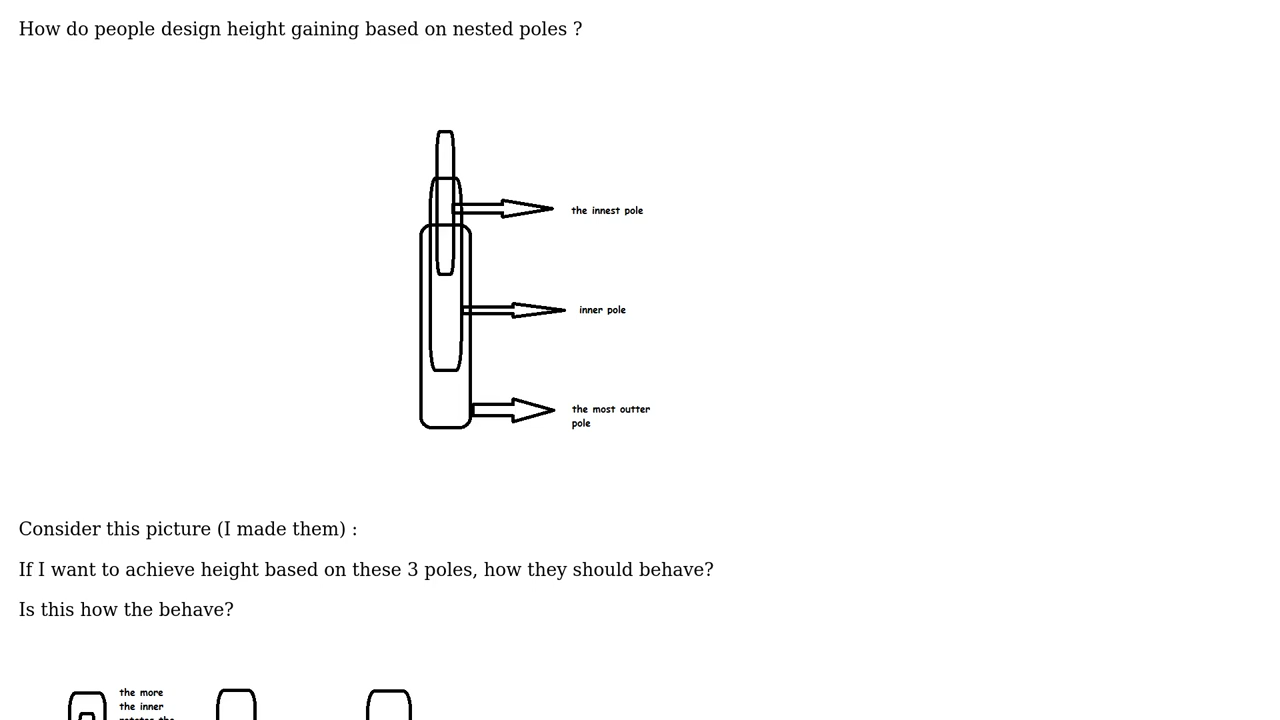 How do people design height gaining based on nested poles ?
the innest pole
inner pole
the most outter
pole
Consider this picture (I made them) :
If I want to achieve height based on these 3 poles, how they should behave?
Is this how the behave?
the more
the inner
rotates the